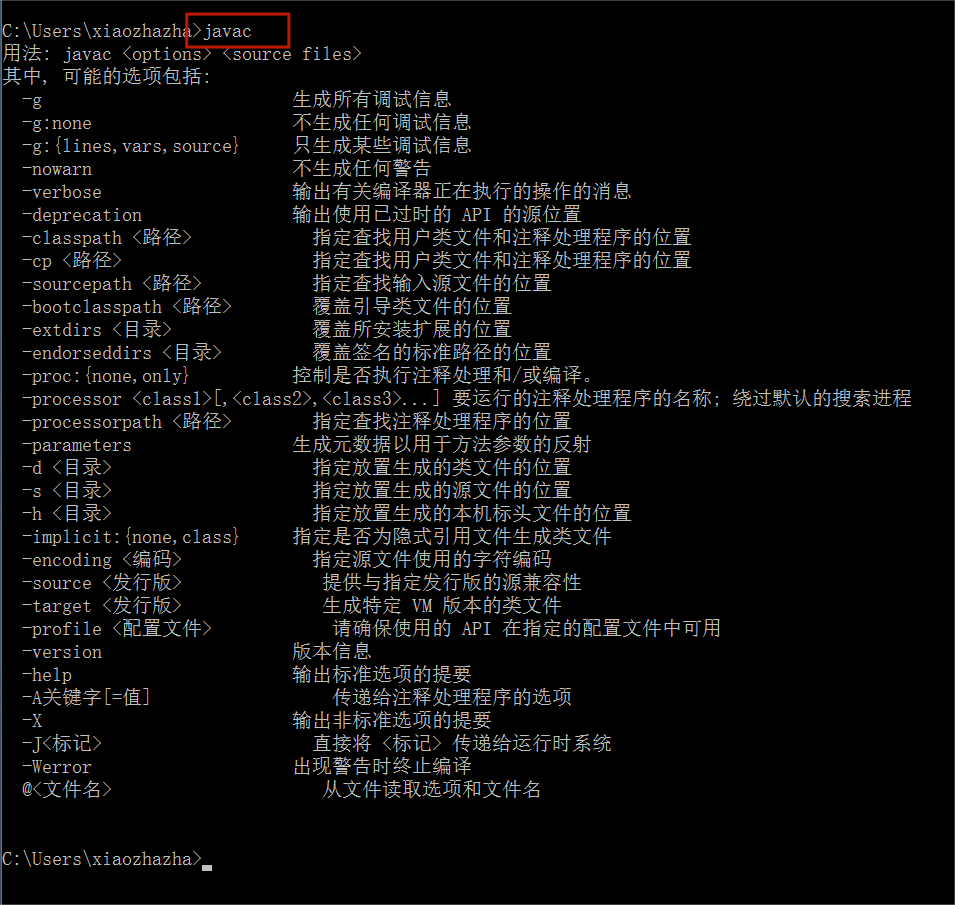 C:\Users\xiaozhazha>javac
用法: javac <options> <source files>
其中, 可能的选项包括:
  -g                         生成所有调试信息
  -g:none                    不生成任何调试信息
  -g:{lines,vars,source}     只生成某些调试信息
  -nowarn                    不生成任何警告
  -verbose                   输出有关编译器正在执行的操作的消息
  -deprecation               输出使用已过时的 API 的源位置
  -classpath <路径>            指定查找用户类文件和注释处理程序的位置
  -cp <路径>                   指定查找用户类文件和注释处理程序的位置
  -sourcepath <路径>           指定查找输入源文件的位置
  -bootclasspath <路径>        覆盖引导类文件的位置
  -extdirs <目录>              覆盖所安装扩展的位置
  -endorseddirs <目录>         覆盖签名的标准路径的位置
  -proc:{none,only}          控制是否执行注释处理和/或编译。
  -processor <class1>[,<class2>,<class3>...] 要运行的注释处理程序的名称; 绕过默认的搜索进程
  -processorpath <路径>        指定查找注释处理程序的位置
  -parameters                生成元数据以用于方法参数的反射
  -d <目录>                    指定放置生成的类文件的位置
  -s <目录>                    指定放置生成的源文件的位置
  -h <目录>                    指定放置生成的本机标头文件的位置
  -implicit:{none,class}     指定是否为隐式引用文件生成类文件
  -encoding <编码>             指定源文件使用的字符编码
  -source <发行版>              提供与指定发行版的源兼容性
  -target <发行版>              生成特定 VM 版本的类文件
  -profile <配置文件>            请确保使用的 API 在指定的配置文件中可用
  -version                   版本信息
  -help                      输出标准选项的提要
  -A关键字[=值]                  传递给注释处理程序的选项
  -X                         输出非标准选项的提要
  -J<标记>                     直接将 <标记> 传递给运行时系统
  -Werror                    出现警告时终止编译
  @<文件名>                     从文件读取选项和文件名
C:\Users\xiaozhazha>